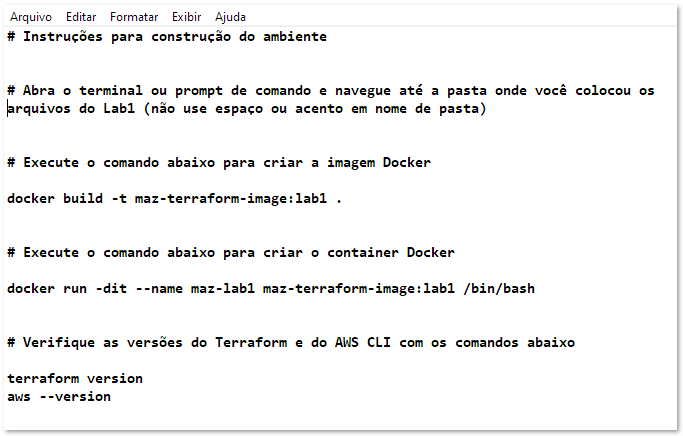 Arquivo Editar Formatar Exibir Ajuda
# Instruções para construção do ambiente
# Abra o terminal ou prompt de comando e navegue até a pasta onde você colocou os
arquivos do Lab1 (não use espaço ou acento em nome de pasta)
# Execute o comando abaixo para criar a imagem Docker
docker build -t maz-terraform-image:lab1 .
# Execute o comando abaixo para criar o container Docker
docker run -dit --name maz-lab1 maz-terraform-image:lab1 /bin/bash
# Verifique as versões do Terraform e do AWS CLI com os comandos abaixo
terraform version
aws --version